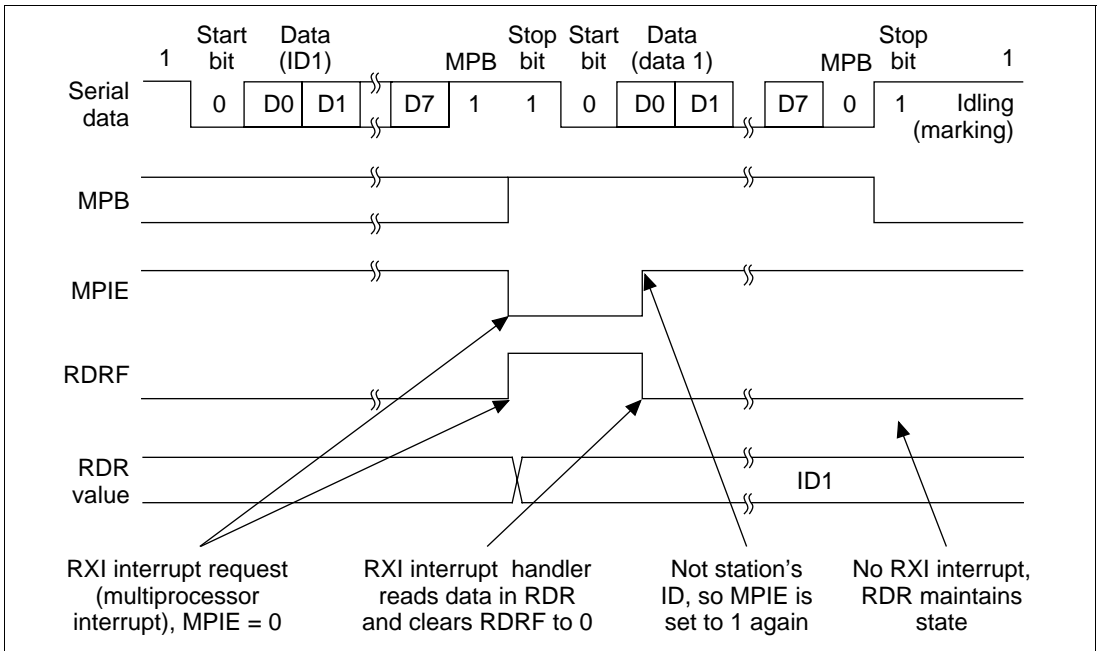 Start Data Stop Start Data Stop
1 bit (ID1) MPB bit bit (data 1) MPB bit 1
Serial data 0 D0 D1 D7 1 1 0 D0 D1 D7 0 1 Idling (marking)
MPB
MPIE
RDRF
RDR
value
ID1
RXI interrupt request
(multiprocessor
interrupt), MPIE = 0
RXI interrupt handler
reads data in RDR
and clears RDRF to 0
Not station's
ID, so MPIE is
set to 1 again
No RXI interrupt,
RDR maintains
state